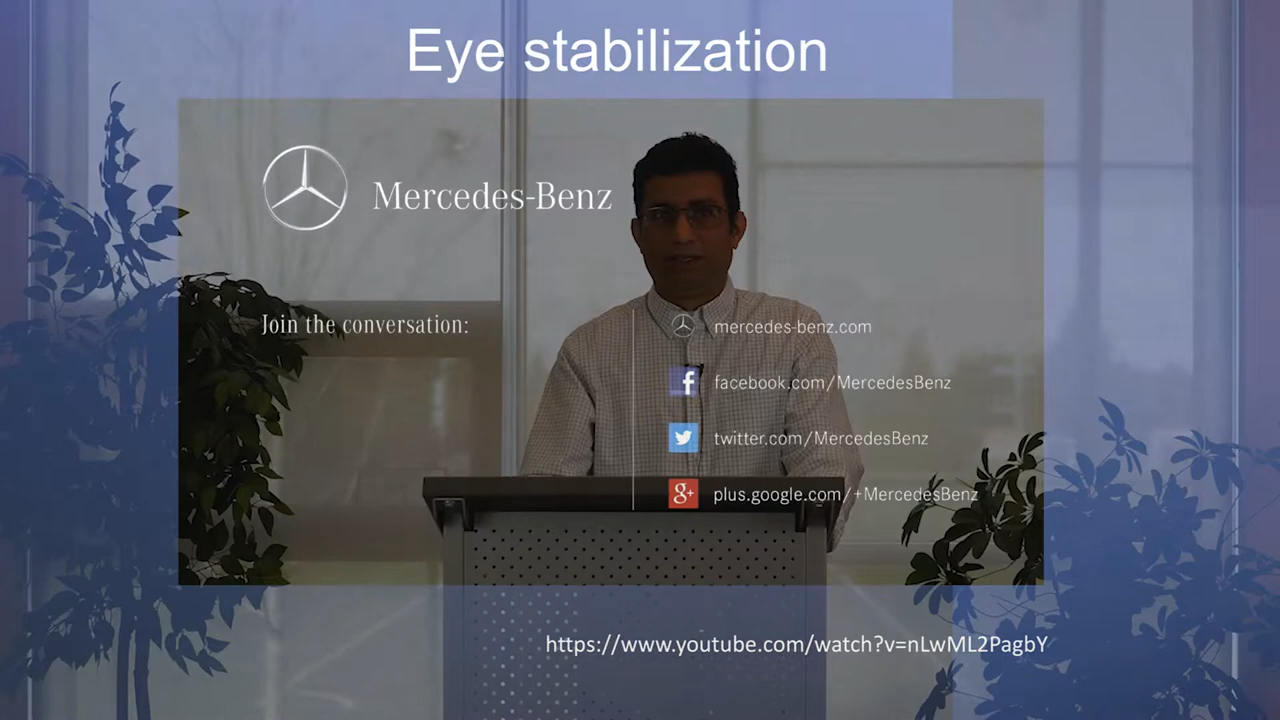 Eye stabilization
Mercedes-Benz
Join the conversation:
mercedes-benz.com
facebook.com/MercedesBenz
twitter.com/MercedesBenz
plus.google.com/+MercedesBenz
https://www.youtube.com/watch?v=nLwML2PagbY